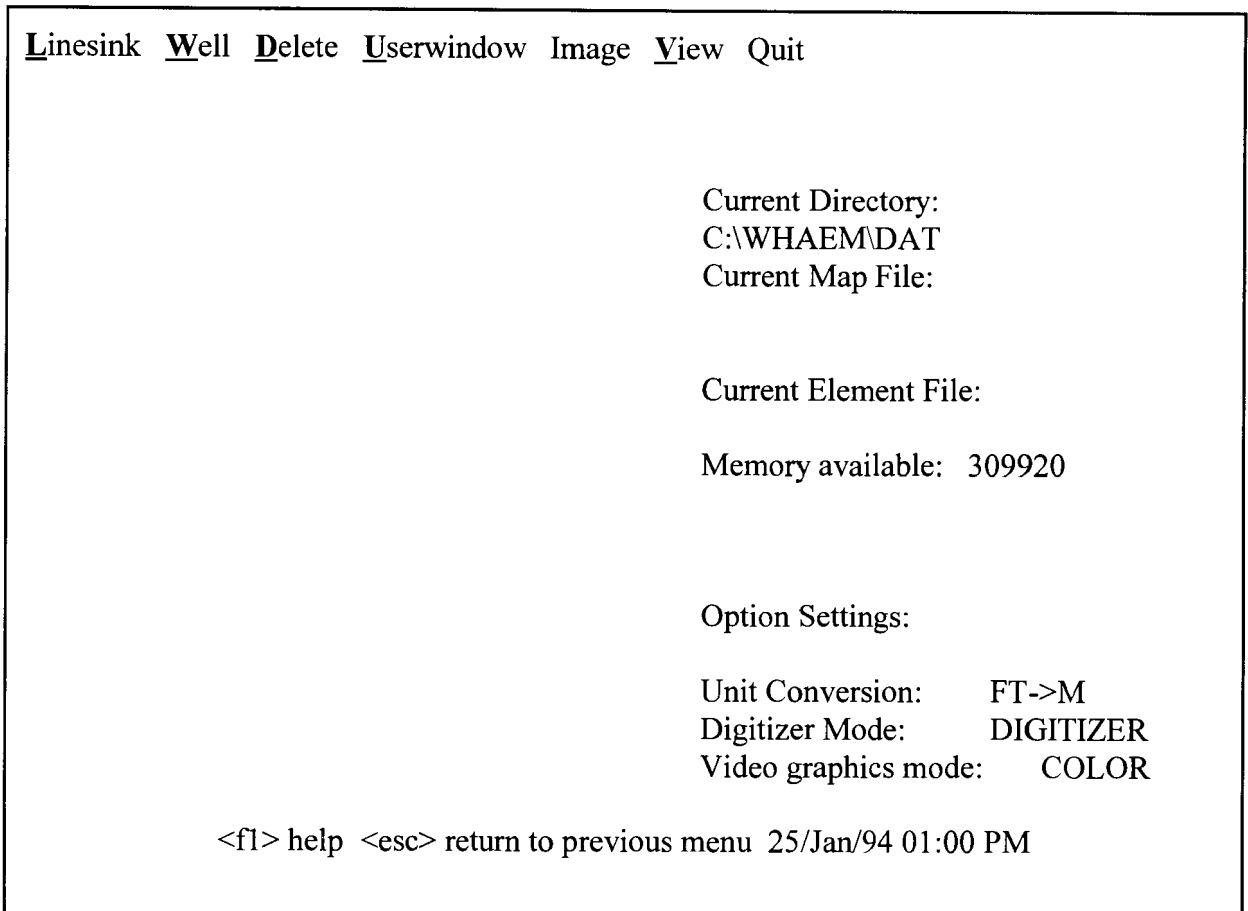 Linesink Well Delete Userwindow Image View Quit
Current Directory:
C:\WHAEM\DAT
Current Map File:
Current Element File:
Memory available: 309920
Option Settings:
Unit Conversion: FT->M
Digitizer Mode: DIGITIZER
Video graphics mode: COLOR
<f1> help <esc> return to previous menu 25/Jan/94 01:00 PM